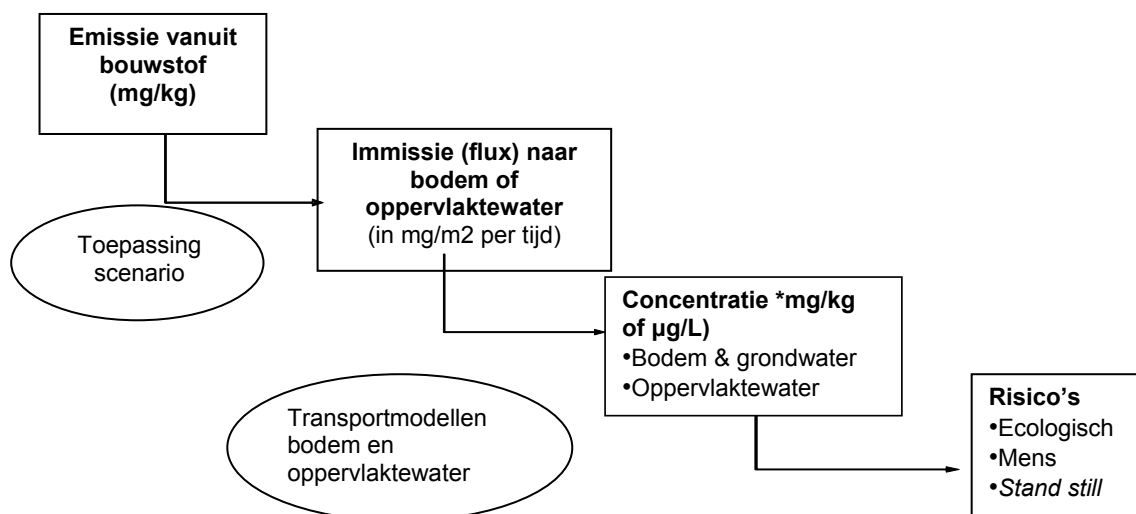 Emissie vanuit
bouwstof
(mg/kg)
Immissie (flux) naar
bodem of
oppervlaktewater
(in mg/m2 per tijd)
Toepassing
scenario
Concentratie *mg/kg
of µg/L)
•Bodem & grondwater
•Oppervlaktewater
Transportmodellen
bodem en
oppervlaktewater
Risico's
•Ecologisch
•Mens
•Stand still